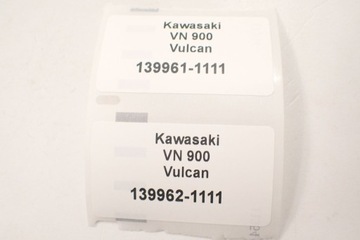 Kawasaki
VN 900
Vulcan
139961-1111
Kawasaki
VN 900
Vulcan
139962-1111